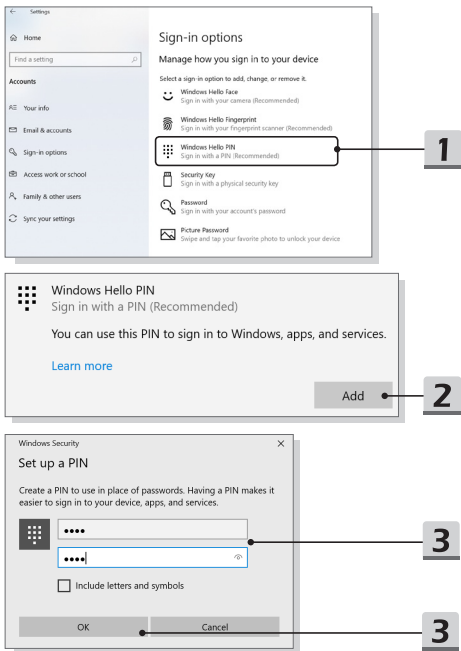 ← Settings
Home
Find a setting
Accounts
Your info
Email & accounts
Sign-in options
Access work or school
Family & other users
Sync your settings
Sign-in options
Manage how you sign in to your device
Select a sign-in option to add, change, or remove it.
Windows Hello Face
Sign in with your camera (Recommended)
Windows Hello Fingerprint
Sign in with your fingerprint scanner (Recommended)
Windows Hello PIN
Sign in with a PIN (Recommended)
1
Security Key
Sign in with a physical security key
Password
Sign in with your account's password
Picture Password
Swipe and tap your favorite photo to unlock your device
Windows Hello PIN
Sign in with a PIN (Recommended)
You can use this PIN to sign in to Windows, apps, and services.
Learn more
Add
2
Windows Security ×
Set up a PIN
Create a PIN to use in place of passwords. Having a PIN makes it
easier to sign in to your device, apps, and services.
••••
••••
3
Include letters and symbols
OK Cancel
3